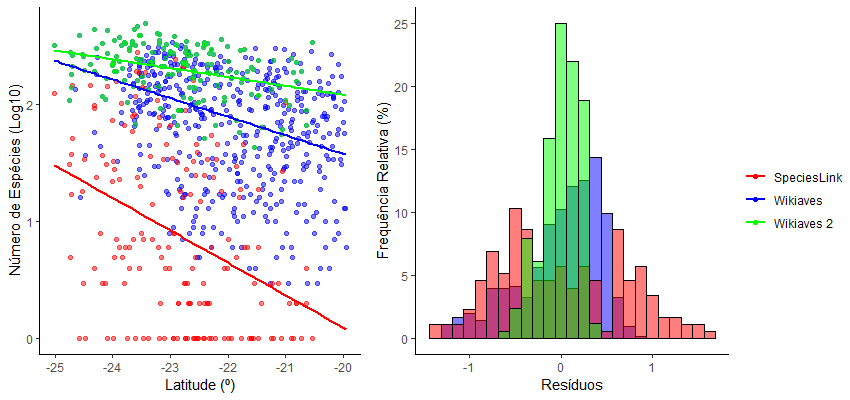 Número de Espécies (Log10)
2
1
0
-25
-24
-23
-22
-21
-20
Latitude (º)
Frequência Relativa (%)
25
20
15
10
5
0
-1
0
1
Resíduos
SpeciesLink
Wikiaves
Wikiaves 2